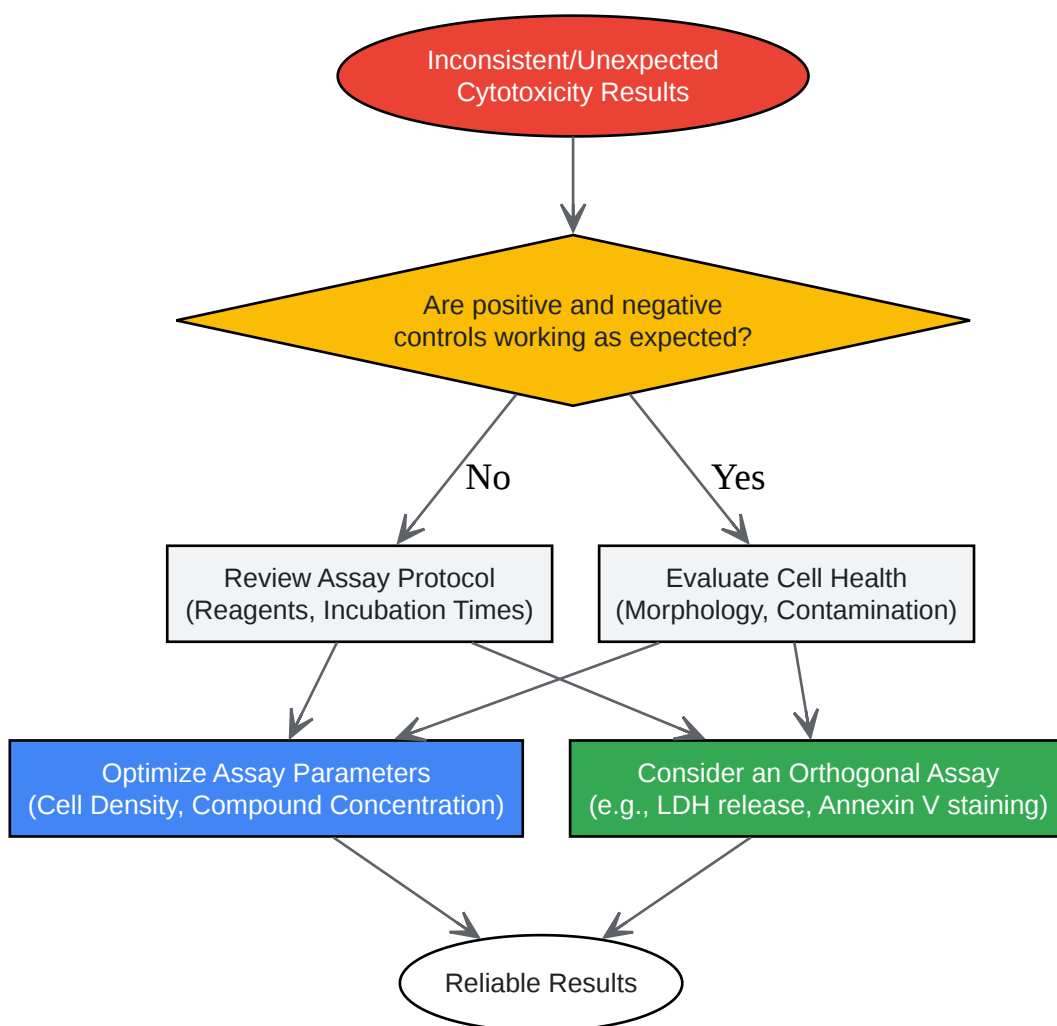 Inconsistent/Unexpected
Cytotoxicity Results
Are positive and negative
controls working as expected?
No
Yes
Review Assay Protocol
(Reagents, Incubation Times)
Evaluate Cell Health
(Morphology, Contamination)
Optimize Assay Parameters
(Cell Density, Compound Concentration)
Consider an Orthogonal Assay
(e.g., LDH release, Annexin V staining)
Reliable Results